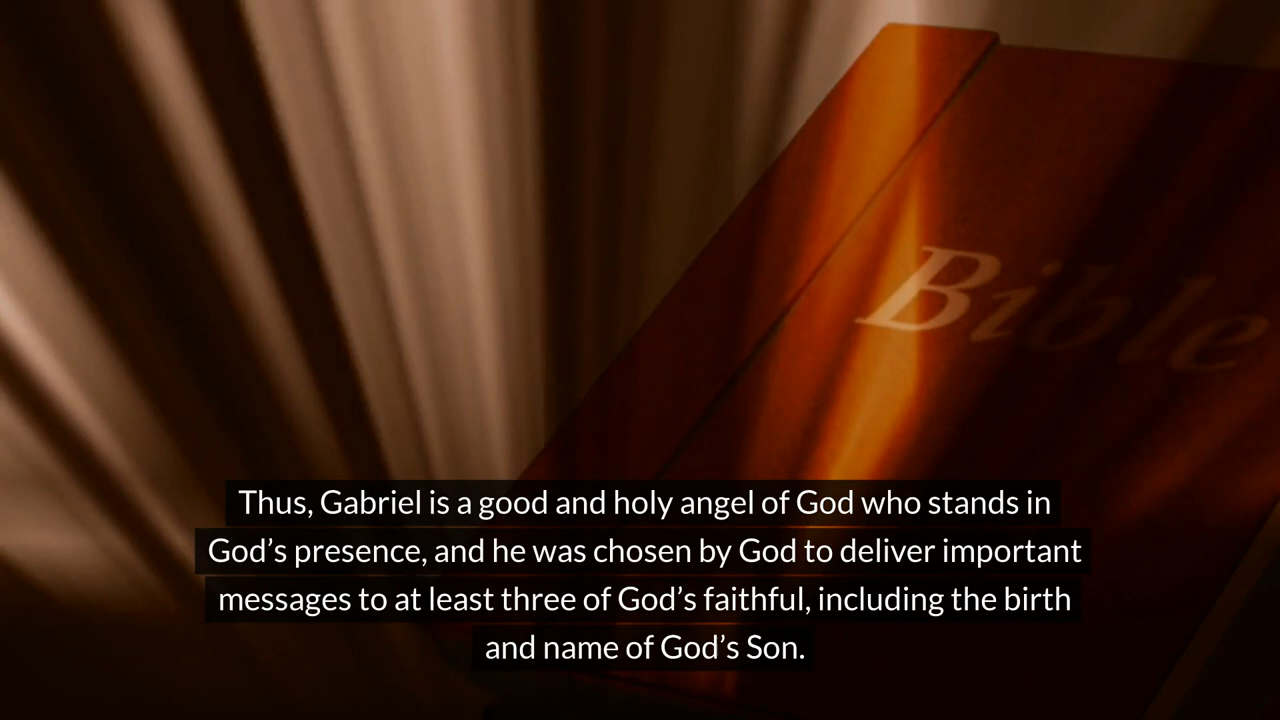 Bible
Thus, Gabriel is a good and holy angel of God who stands in
God’s presence, and he was chosen by God to deliver important
messages to at least three of God’s faithful, including the birth
and name of God’s Son.